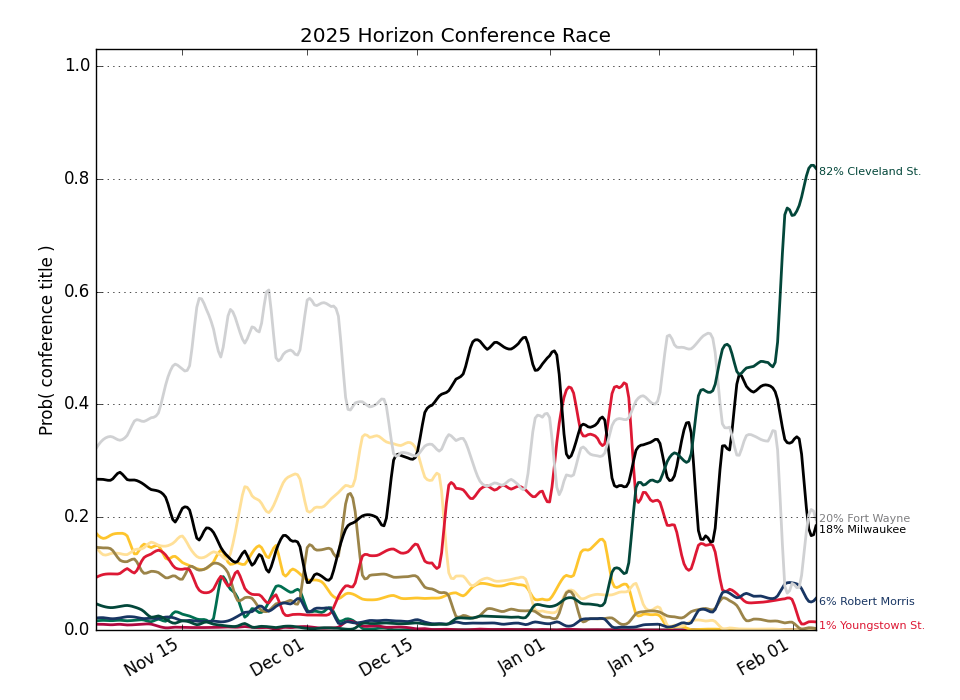 2025 Horizon Conference Race
Prob( conference title )
1.0
0.8
0.6
0.4
0.2
0.0
82% Cleveland St.
20% Fort Wayne
18% Milwaukee
6% Robert Morris
1% Youngstown St.
Nov 15
Dec 01
Dec 15
Jan 01
Jan 15
Feb 01